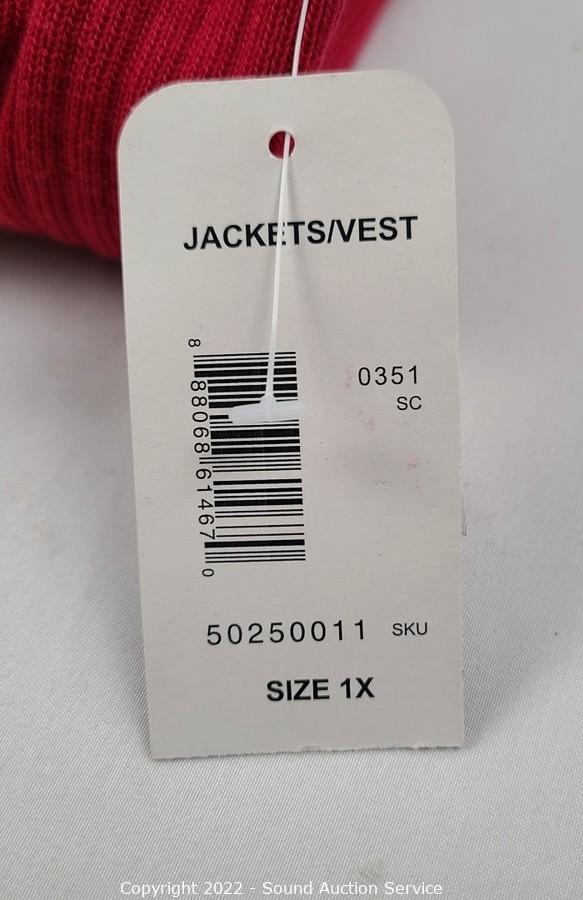 JACKETS/VEST
0351
SC
8 88068 61467 0
50250011 SKU
SIZE 1X
Copyright 2022 - Sound Auction Service